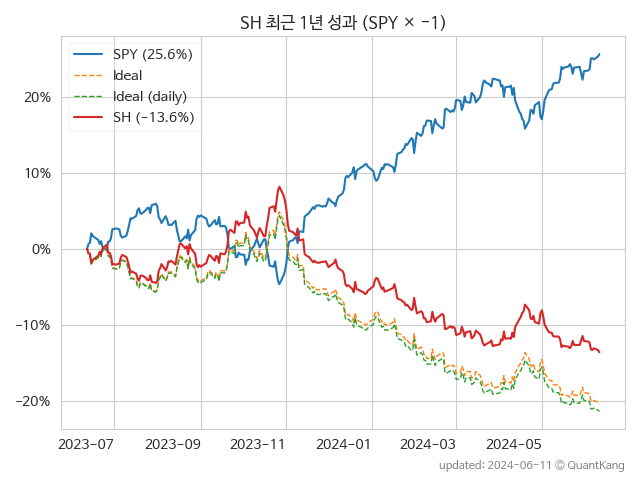 SH 최근 1년 성과 (SPY × −1)
SPY (25.6%)
Ideal
Ideal (daily)
SH (−13.6%)
20%
10%
0%
−10%
−20%
2023-07
2023-09
2023-11
2024-01
2024-03
2024-05
updated: 2024-06-11 © QuantKang